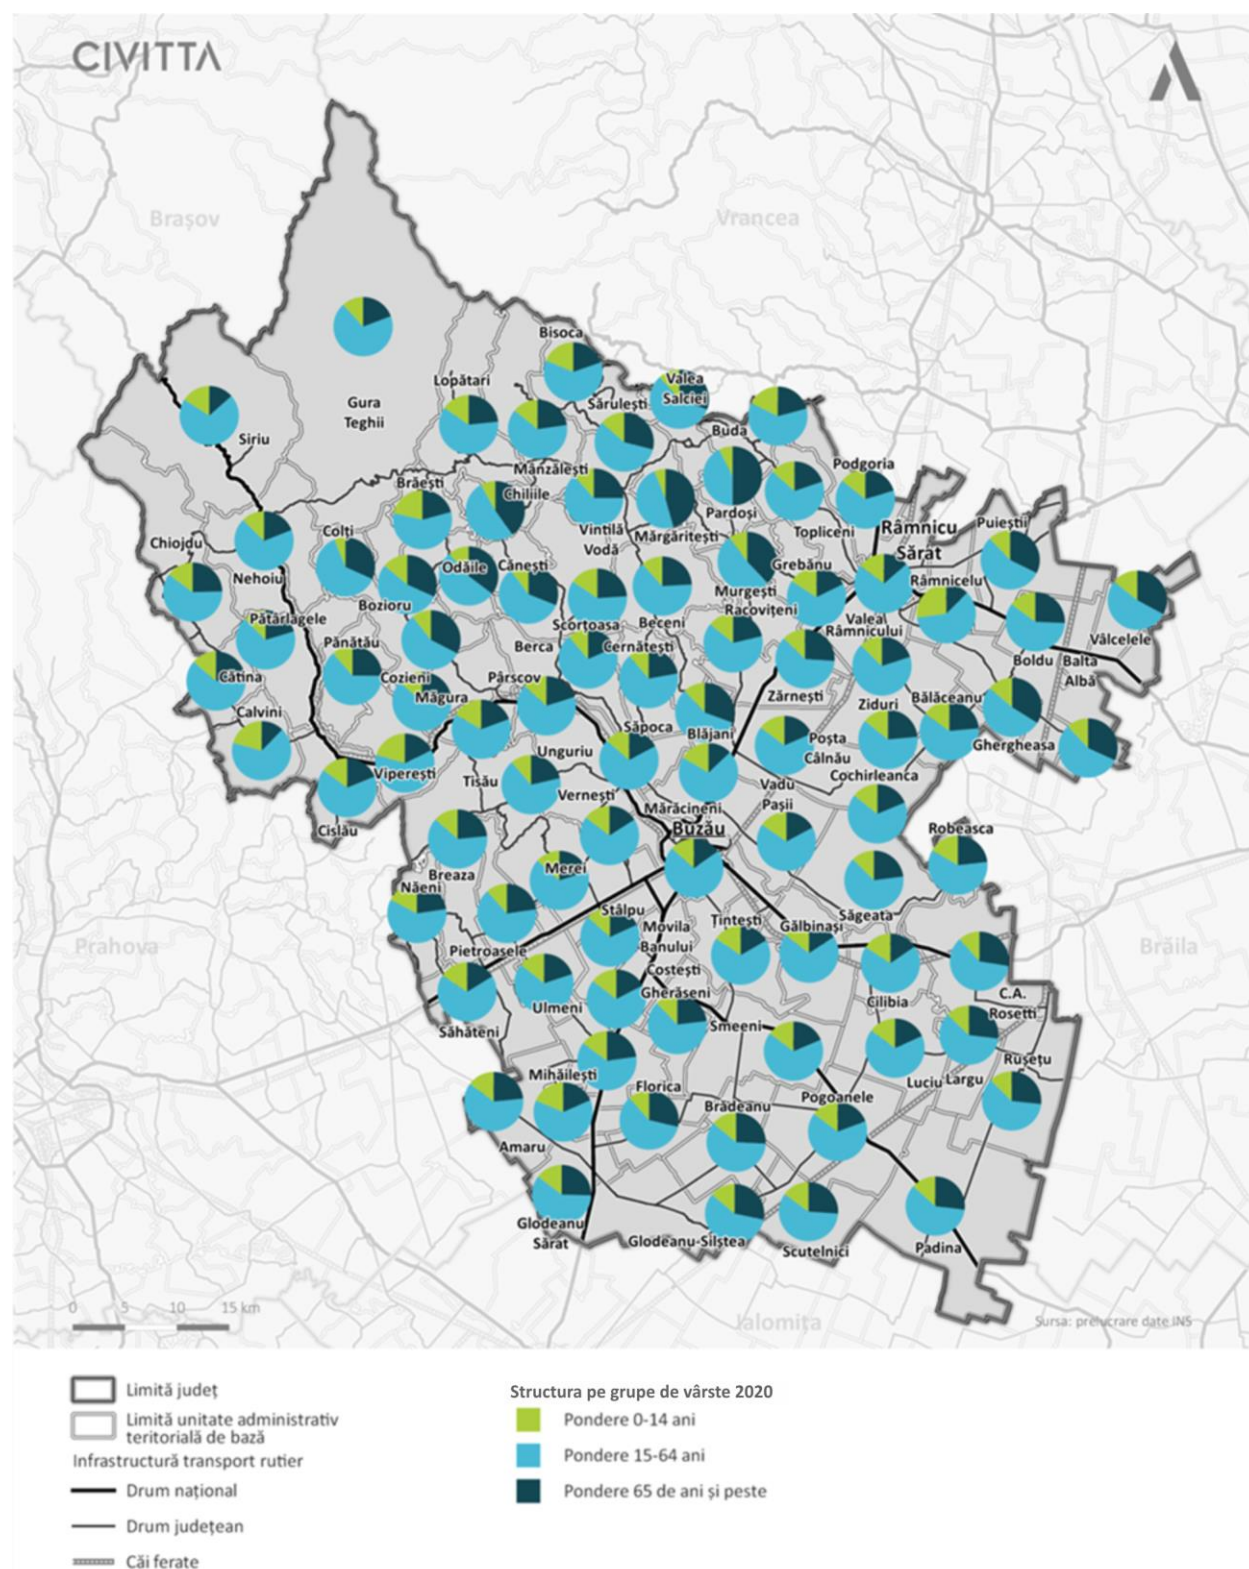 CIVITTA
Brașov
Vrancea
Bisoca
Lopătari
Valea
Salciei
Gura
Teghii
Sărulești
Siriu
Buda
Mânzălești
Podgoria
Brăești
Chiliile
Pardoși
Râmnicu
Sărat
Puieștii
Chiojdu
Colți
Vintilă
Vodă
Mărgăritești
Topliceni
Nehoiu
Odăile
Cănești
Grebănu
Râmnicelu
Bozioru
Murgești
Racovițeni
Pătârlagele
Scorțoasa
Beceni
Valea
Râmnicului
Vâlcelele
Pănătău
Berca
Cernătești
Boldu
Balta
Albă
Cătina
Cozieni
Măgura
Pârscov
Zărnești
Calvini
Ziduri
Bălăceanu
Săpoca
Blăjani
Unguriu
Poșta
Câlnău
Ghergheasa
Viperești
Tisău
Vernești
Vadu
Pașii
Cochirleanca
Cislău
Mărăcineni
Buzău
Robeasca
Breaza
Merei
Năeni
Stâlpu
Movila
Banului
Țintești
Gălbinași
Săgeata
Prahova
Pietroasele
Brăila
Costești
Gherăseni
Ulmeni
Cilibia
C.A.
Rosetti
Săhăteni
Smeeni
Rușețu
Mihăilești
Florica
Luciu
Largu
Brădeanu
Pogoanele
Amaru
Glodeanu
Sărat
Glodeanu-Siliștea
Scutelnici
Padina
0 5 10 15 km
Ialomița
Sursa: prelucrare date INS
Limită județ
Limită unitate administrativ
teritorială de bază
Infrastructură transport rutier
Drum național
Drum județean
Căi ferate
Structura pe grupe de vârste 2020
Pondere 0-14 ani
Pondere 15-64 ani
Pondere 65 de ani și peste